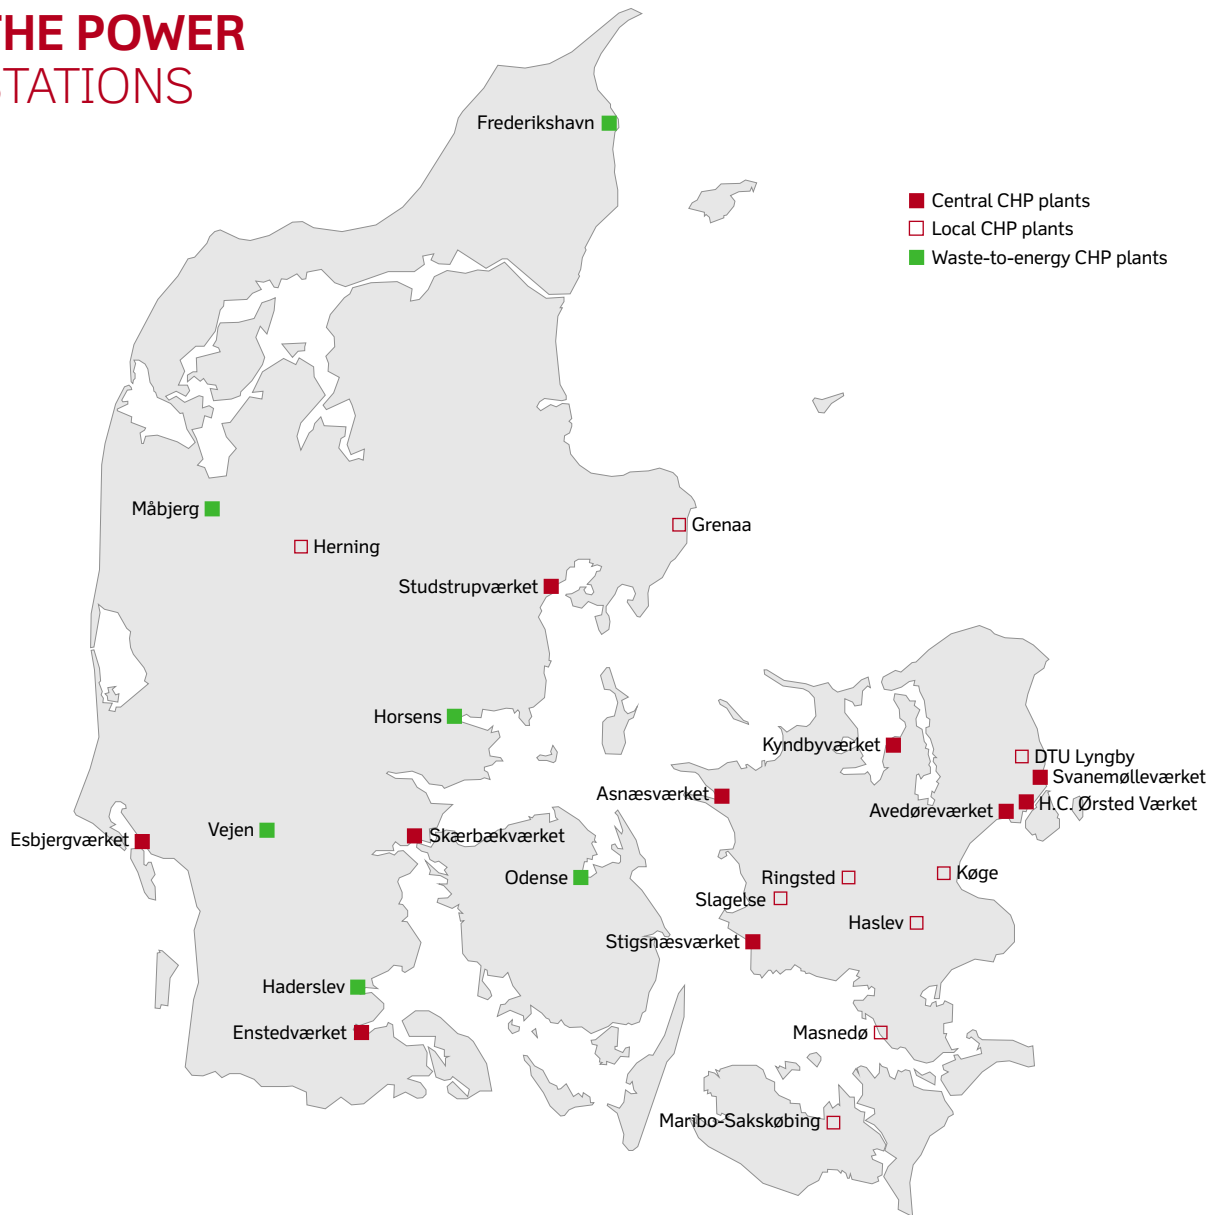 THE POWER
STATIONS
Frederikshavn
Central CHP plants
Local CHP plants
Waste-to-energy CHP plants
Måbjerg
Grenaa
Herning
Studstrupværket
Horsens
Kyndbyværket
DTU Lyngby
Svanemølleværket
Asnæsværket
H.C. Ørsted Værket
Avedøreværket
Esbjergværket
Vejen
Skærbækværket
Odense
Ringsted
Køge
Slagelse
Haslev
Stigsnæsværket
Haderslev
Enstedværket
Masnedø
Maribo-Sakskøbing